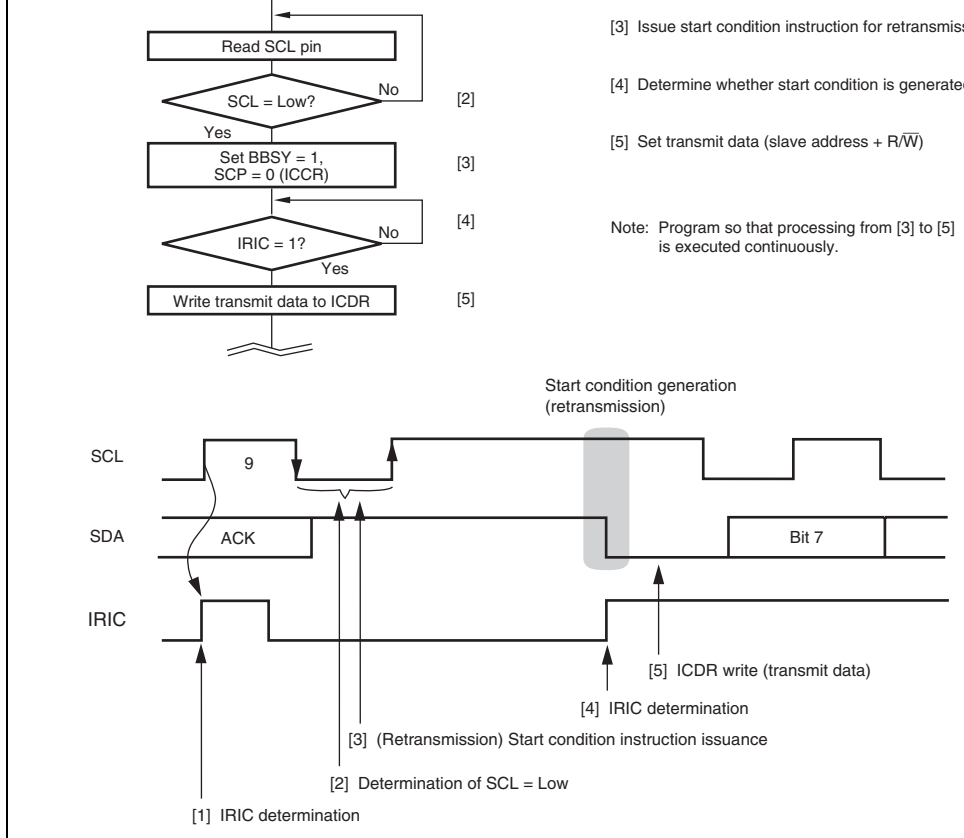 Read SCL pin
SCL = Low?
No
Yes
[2]
Set BBSY = 1,
SCP = 0 (ICCR)
[3]
IRIC = 1?
No
Yes
[4]
Write transmit data to ICDR
[5]
[3] Issue start condition instruction for
[4] Determine whether start condition is
[5] Set transmit data (slave address + R/W̅)
Note: Program so that processing from [3] to [5]
is executed continuously.
Start condition generation
(retransmission)
SCL
9
SDA
ACK
Bit 7
IRIC
[5] ICDR write (transmit data)
[4] IRIC determination
[3] (Retransmission) Start condition instruction issuance
[2] Determination of SCL = Low
[1] IRIC determination